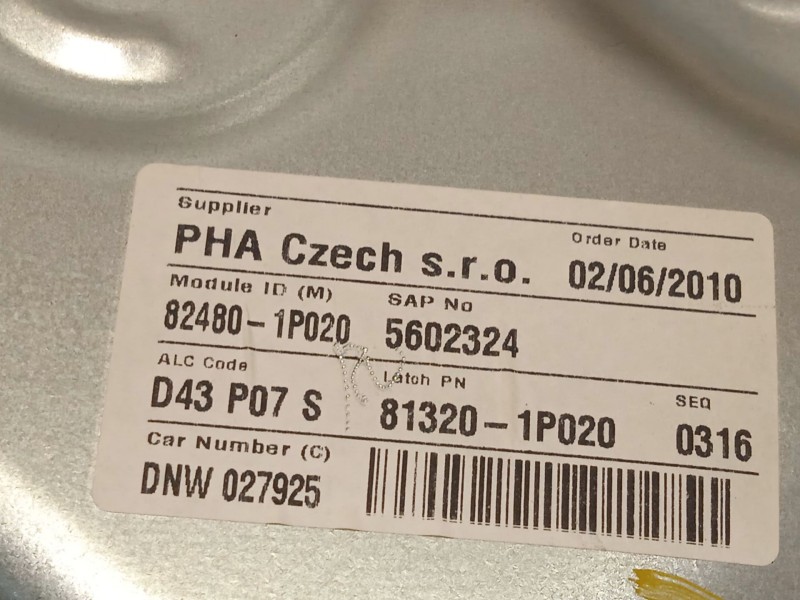 Supplier
PHA Czech s.r.o.
Order Date
02/06/2010
Module ID (M)
82480-1P020
SAP No
5602324
ALC Code
D43 P07 S
Latch PN
81320-1P020
SEQ
0316
Car Number (C)
DNW 027925